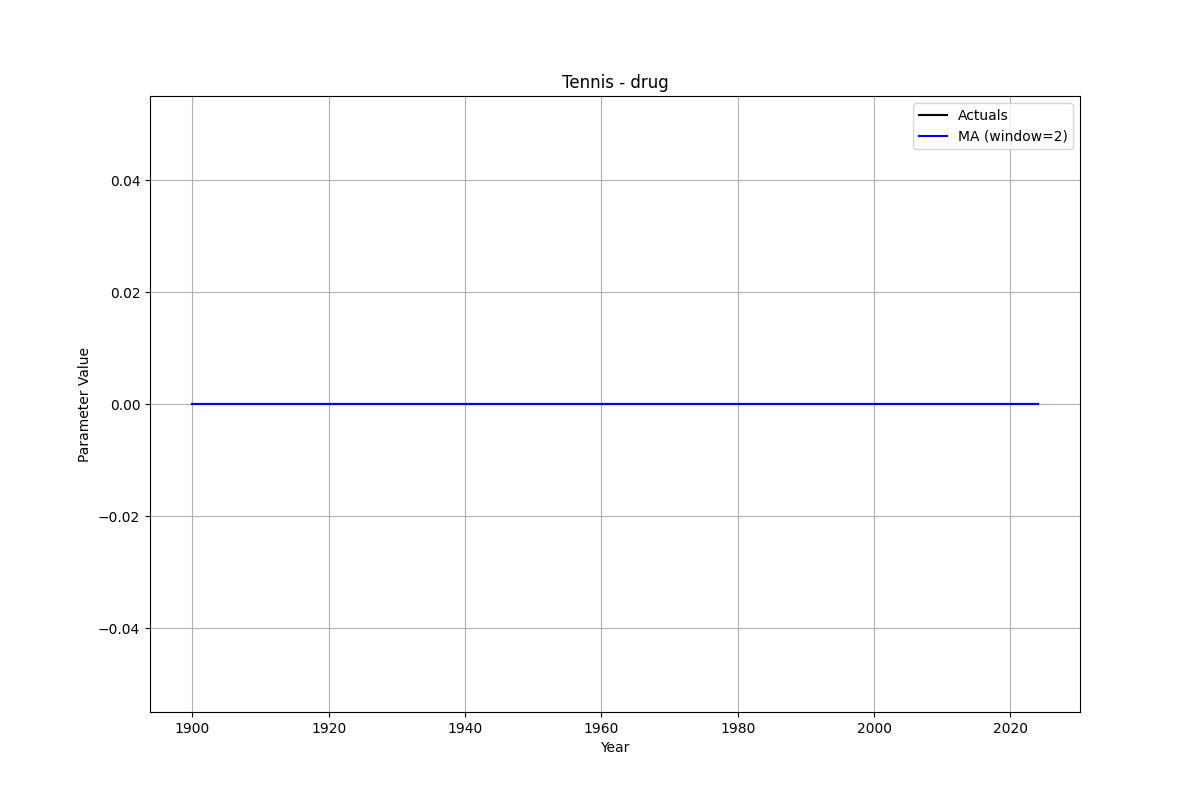 Tennis - drug
Actuals
MA (window=2)
0.04
0.02
0.00
−0.02
−0.04
Parameter Value
1900 1920 1940 1960 1980 2000 2020
Year